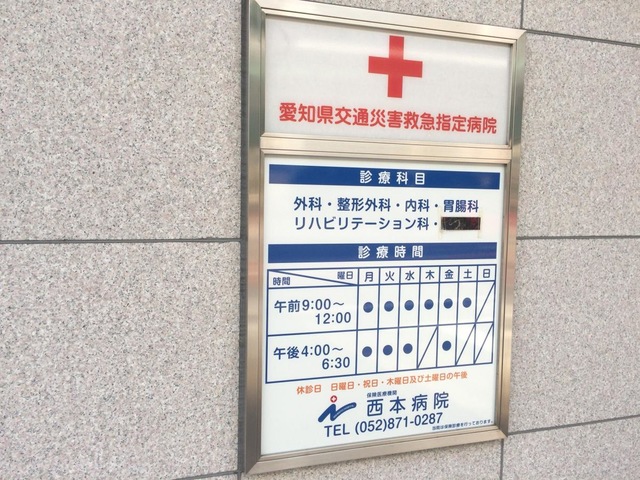 愛知県交通災害救急指定病院
診療科目
外科・整形外科・内科・胃腸科
リハビリテーション科・
診療時間
時間 曜日 月 火 水 木 金 土 日
午前9:00〜12:00 ● ● ● ● ● ●
午後4:00〜6:30 ● ● ● ●
休診日 日曜日・祝日・木曜日及び土曜日の午後
保険医療機関
西本病院
TEL (052)871-0287